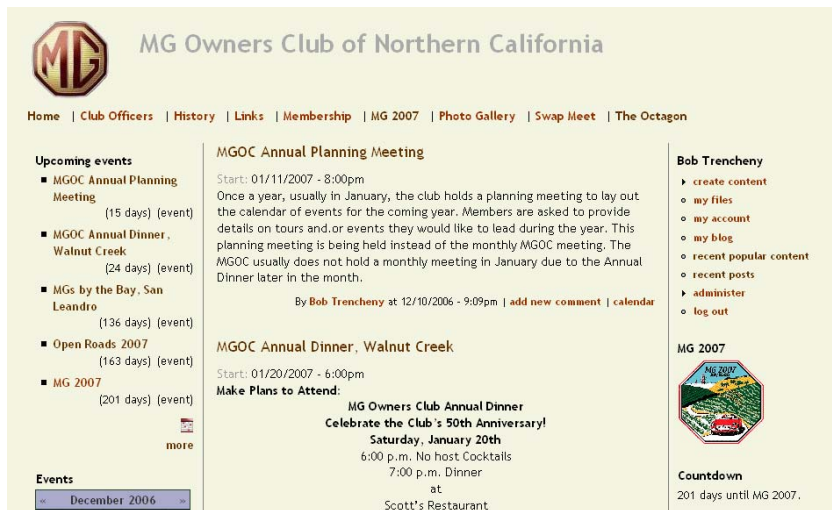 MG
MG Owners Club of Northern California
Home | Club Officers | History | Links | Membership | MG 2007 | Photo Gallery | Swap Meet | The Octagon
Upcoming events
MGOC Annual Planning
Meeting
(15 days) (event)
MGOC Annual Dinner,
Walnut Creek
(24 days) (event)
MGs by the Bay, San
Leandro
(136 days) (event)
Open Roads 2007
(163 days) (event)
MG 2007
(201 days) (event)
more
Events
« December 2006 »
MGOC Annual Planning Meeting
Start: 01/11/2007 - 8:00pm
Once a year, usually in January, the club holds a planning meeting to lay out
the calendar of events for the coming year. Members are asked to provide
details on tours and.or events they would like to lead during the year. This
planning meeting is being held instead of the monthly MGOC meeting. The
MGOC usually does not hold a monthly meeting in January due to the Annual
Dinner later in the month.
By Bob Trencheny at 12/10/2006 - 9:09pm | add new comment | calendar
MGOC Annual Dinner, Walnut Creek
Start: 01/20/2007 - 6:00pm
Make Plans to Attend:
MG Owners Club Annual Dinner
Celebrate the Club's 50th Anniversary!
Saturday, January 20th
6:00 p.m. No host Cocktails
7:00 p.m. Dinner
at
Scott's Restaurant
Bob Trencheny
create content
my files
my account
my blog
recent popular content
recent posts
administer
log out
MG 2007
MG 2007
Countdown
201 days until MG 2007.